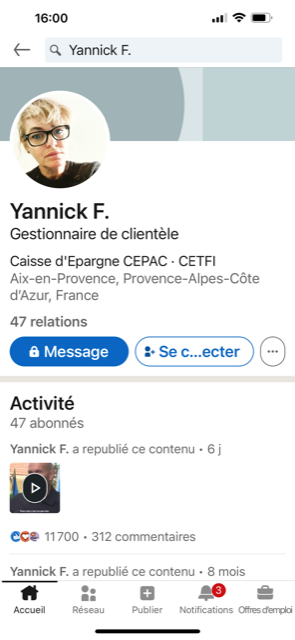 16:00
Yannick F.
Yannick F.
Gestionnaire de clientèle
Caisse d'Epargne CEPAC · CETFI
Aix-en-Provence, Provence-Alpes-Côte
d'Azur, France
47 relations
Message
Se c...ecter
Activité
47 abonnés
Yannick F. a republié ce contenu • 6 j
11 700 • 312 commentaires
Yannick F. a republié ce contenu • 8 mois
3
Accueil
Réseau
Publier
Notifications
Offres d'emploi